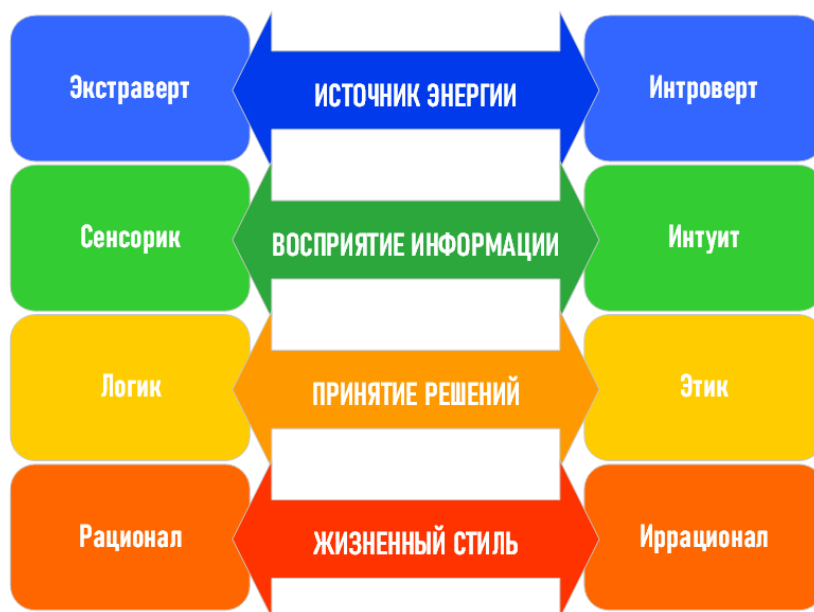 Экстраверт
ИСТОЧНИК ЭНЕРГИИ
Интроверт
Сенсорик
ВОСПРИЯТИЕ ИНФОРМАЦИИ
Интуит
Логик
ПРИНЯТИЕ РЕШЕНИЙ
Этик
Рационал
ЖИЗНЕННЫЙ СТИЛЬ
Иррационал